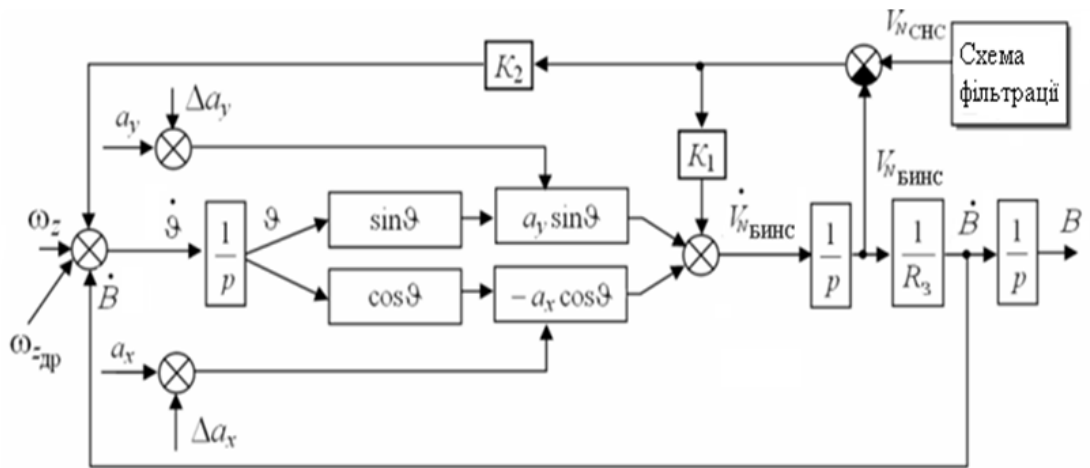 V_N СНС
Схема
фільтрації
K₂
Δa_y
a_y
K₁
V_N БИНС
ω_z
ϑ̇
1/p
ϑ
sinϑ
a_y sinϑ
V̇_N БИНС
1/p
1/R_З
Ḃ
1/p
B
Ḃ
cosϑ
− a_x cosϑ
ω_z др
a_x
Δa_x